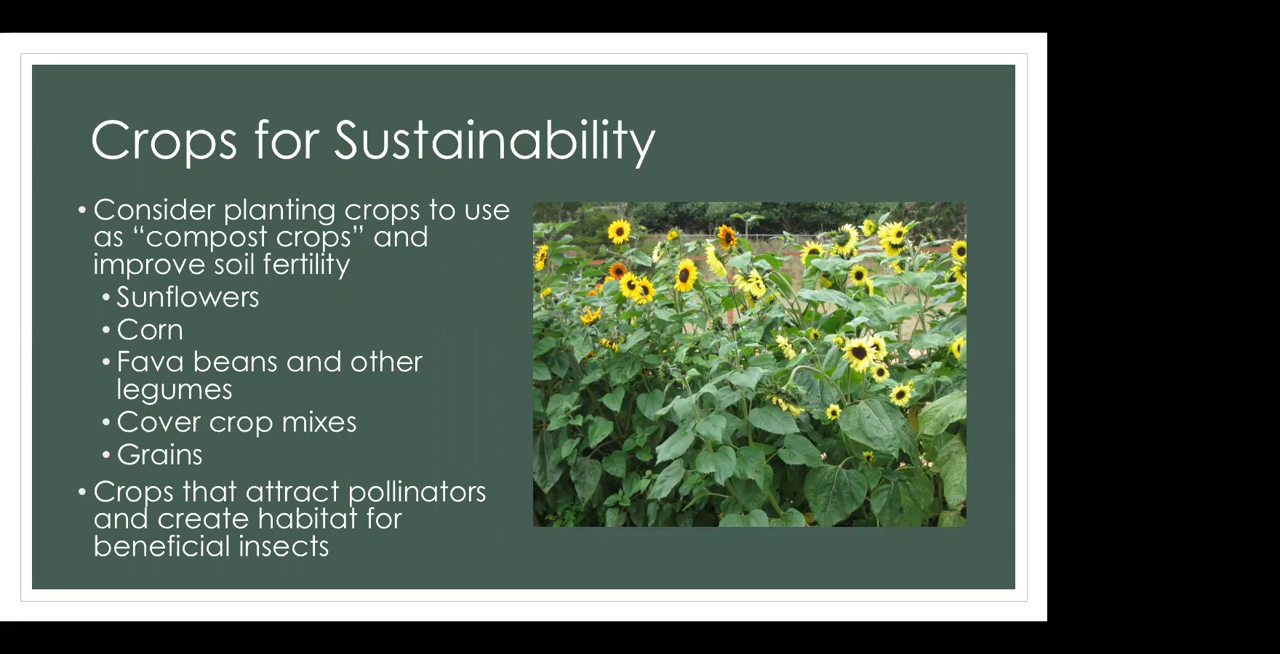 Crops for Sustainability
• Consider planting crops to use
as “compost crops” and
improve soil fertility
• Sunflowers
• Corn
• Fava beans and other
legumes
• Cover crop mixes
• Grains
• Crops that attract pollinators
and create habitat for
beneficial insects